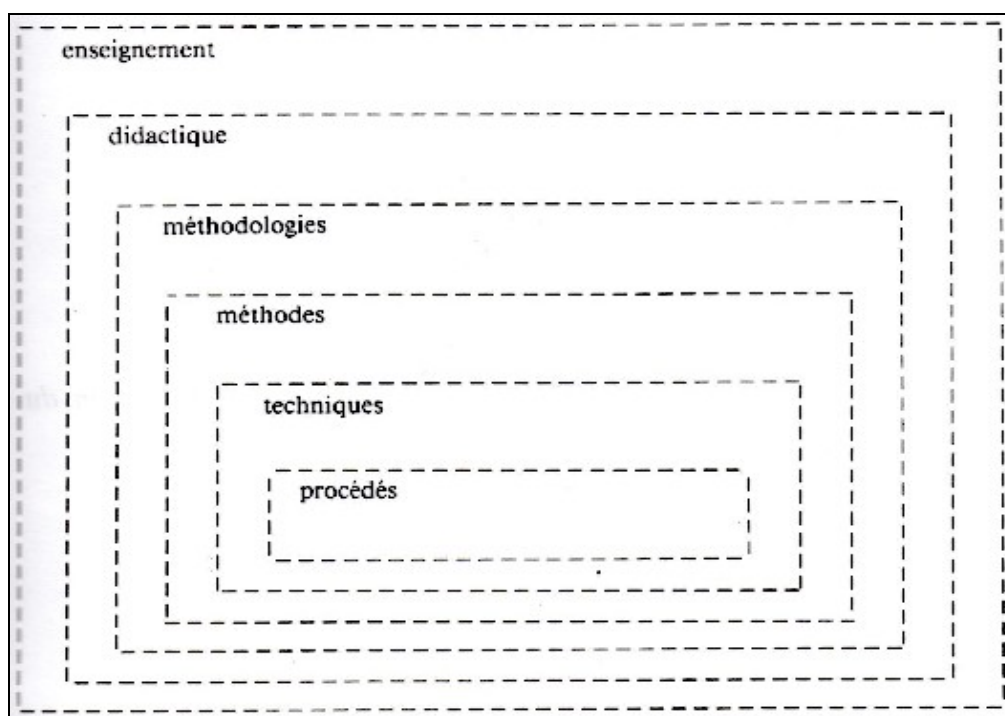 enseignement
didactique
méthodologies
méthodes
techniques
procédés